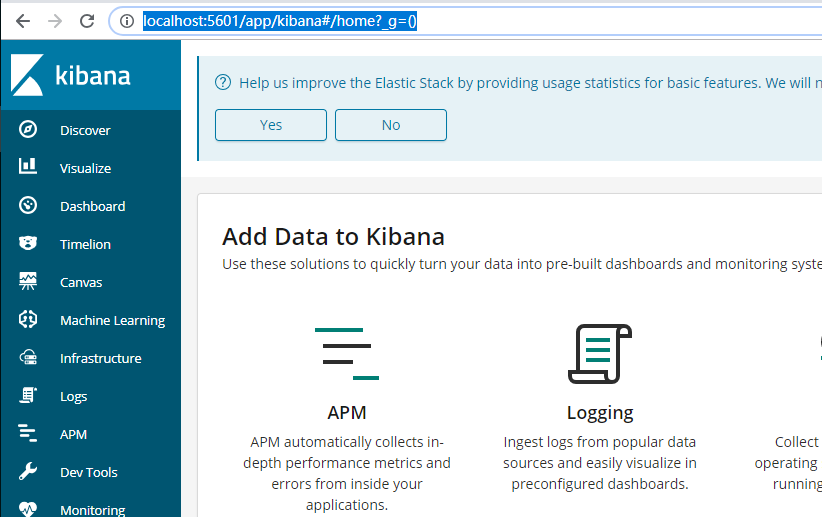 localhost:5601/app/kibana#/home?_g=()
kibana
Help us improve the Elastic Stack by providing usage statistics for basic features. We will
Yes
No
Discover
Visualize
Dashboard
Timelion
Canvas
Machine Learning
Infrastructure
Logs
APM
Dev Tools
Monitoring
Add Data to Kibana
Use these solutions to quickly turn your data into pre-built dashboards and monitoring
APM
APM automatically collects in-
depth performance metrics and
errors from inside your
applications.
Logging
Ingest logs from popular data
sources and easily visualize in
preconfigured dashboards.
Collect
operating
running